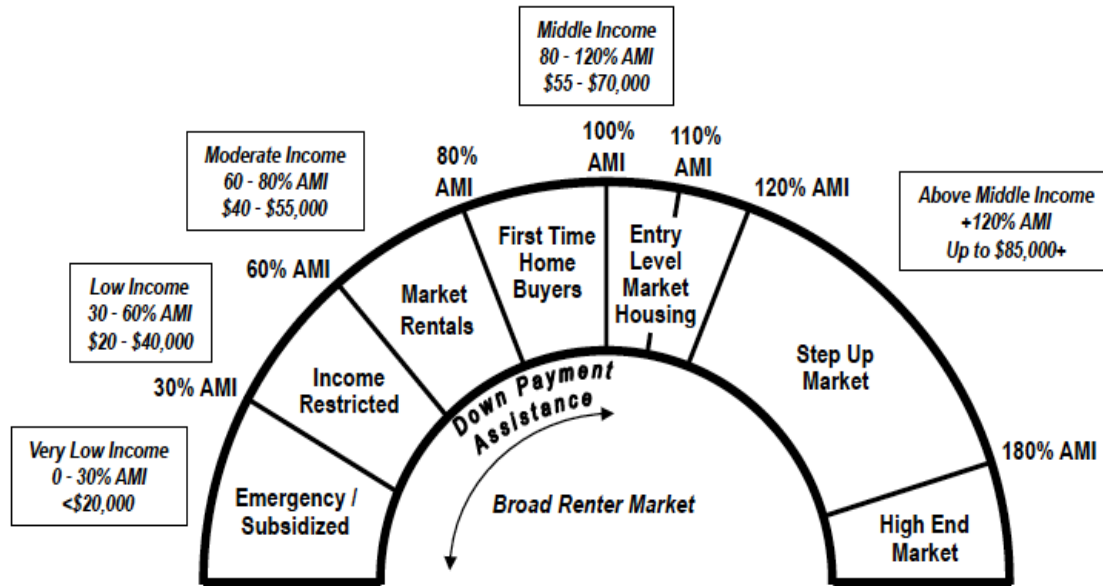 Middle Income
80 - 120% AMI
$55 - $70,000
Moderate Income
60 - 80% AMI
$40 - $55,000
80%
AMI
100%
AMI
110%
AMI
120% AMI
Above Middle Income
+120% AMI
Up to $85,000+
Low Income
30 - 60% AMI
$20 - $40,000
60% AMI
First Time
Home
Buyers
Entry
Level
Market
Housing
Market
Rentals
Step Up
Market
30% AMI
Income
Restricted
Down Payment
Assistance
Very Low Income
0 - 30% AMI
<$20,000
Emergency /
Subsidized
Broad Renter Market
180% AMI
High End
Market